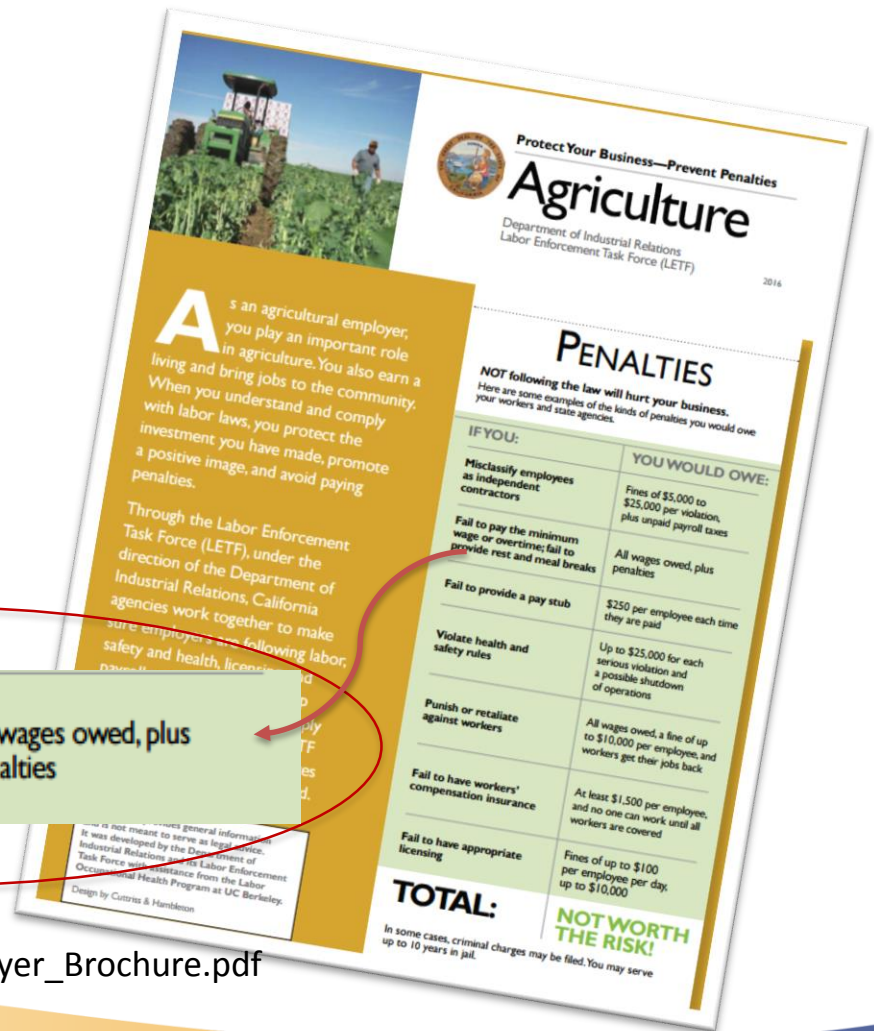 Protect Your Business—Prevent Penalties
Agriculture
Department of Industrial Relations
Labor Enforcement Task Force (LETF)
2016
As an agricultural employer,
you play an important role
in agriculture. You also earn a
living and bring jobs to the community.
When you understand and comply
with labor laws, you protect the
investment you have made, promote
a positive image, and avoid paying
penalties.
Through the Labor Enforcement
Task Force (LETF), under the
direction of the Department of
Industrial Relations, California
agencies work together to make
sure employers are following labor,
safety and health,
general information
is not meant to serve as legal advice.
It was developed by the Department of
Industrial Relations and its Labor Enforcement
Task Force with assistance from the Labor
Occupational Health Program at UC Berkeley.
Design by Cuttriss & Hambleton
PENALTIES
NOT following the law will hurt your business.
Here are some examples of the kinds of penalties you would owe
your workers and state agencies.
IF YOU:
YOU WOULD OWE:
Misclassify employees
as independent
contractors
Fines of $5,000 to
$25,000 per violation,
plus unpaid payroll taxes
Fail to pay the minimum
wage or overtime; fail to
provide rest and meal breaks
All wages owed, plus
penalties
Fail to provide a pay stub
$250 per employee each time
they are paid
Violate health and
safety rules
Up to $25,000 for each
serious violation and
a possible shutdown
of operations
Punish or retaliate
against workers
All wages owed, a fine of up
to $10,000 per employee, and
workers get their jobs back
Fail to have workers'
compensation insurance
At least $1,500 per employee,
and no one can work until all
workers are covered
Fail to have appropriate
licensing
Fines of up to $100
per employee per day,
up to $10,000
TOTAL:
NOT WORTH
THE RISK!
In some cases, criminal charges may be filed. You may serve
up to 10 years in jail.
wages owed, plus
alties
yer_Brochure.pdf